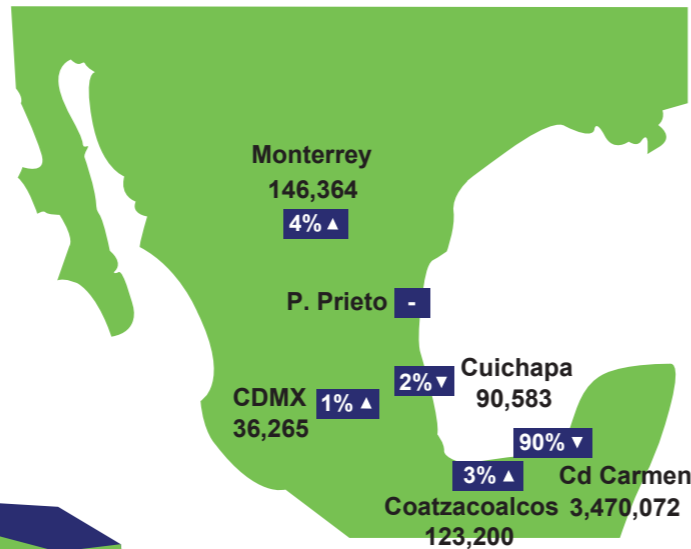 Monterrey
146,364
4% ▲
P. Prieto -
2% ▼
Cuichapa
90,583
CDMX
36,265
1% ▲
90% ▼
3% ▲
Cd Carmen
3,470,072
Coatzacoalcos
123,200